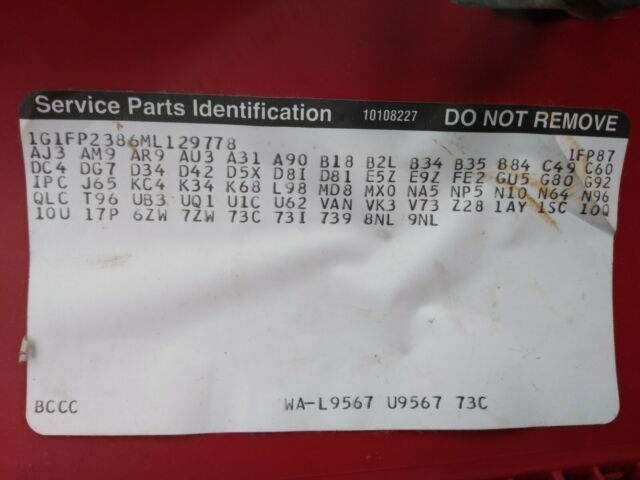 Service Parts Identification 10108227 DO NOT REMOVE
1G1FP2386ML129778 1FP87
AJ3 AM9 AR9 AU3 A31 A90 B18 B2L B34 B35 B84 C49 C60
DC4 DG7 D34 D42 D5X D8I D81 E5Z E9Z FE2 GU5 G80 G92
IPC J65 KC4 K34 K68 L98 MD8 MX0 NA5 NP5 N10 N64 N96
QLC T96 UB3 UQ1 U1C U62 VAN VK3 V73 Z28 1AY 1SC 10Q
10U 17P 6ZW 7ZW 73C 73I 739 8NL 9NL
BCCC WA-L9567 U9567 73C